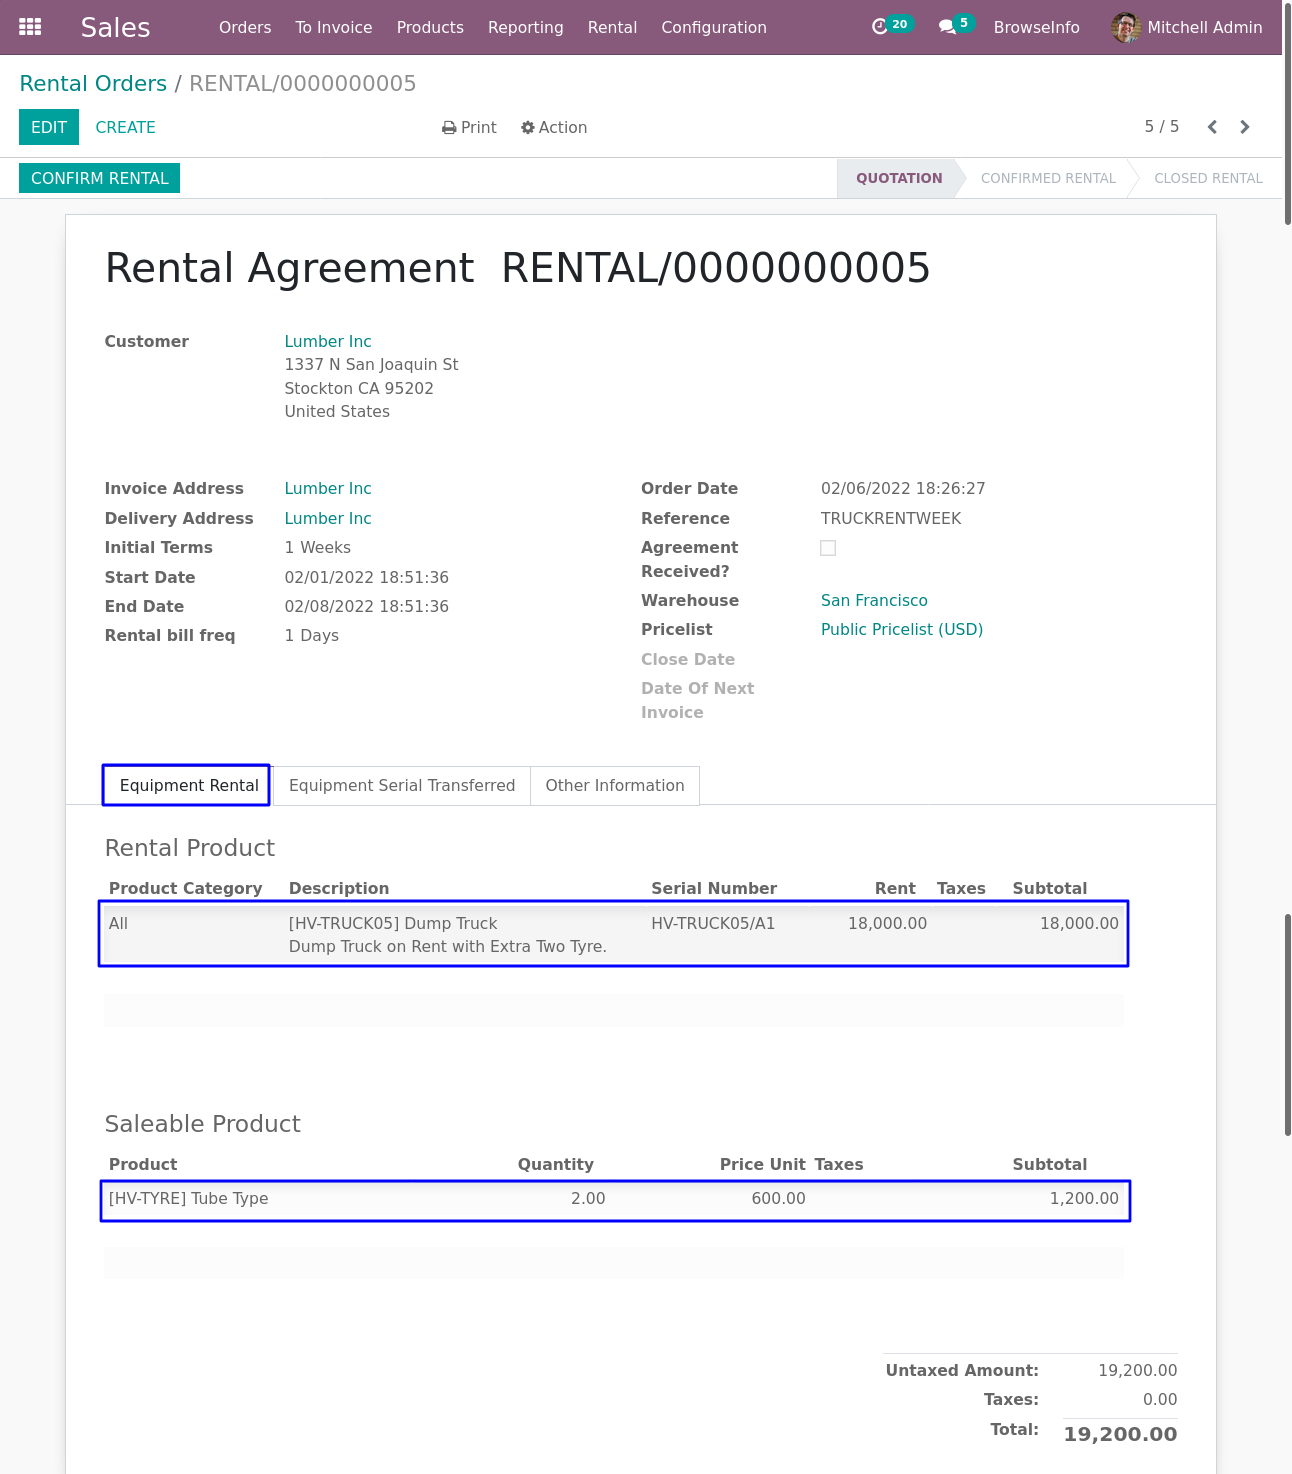 Sales Orders To Invoice Products Reporting Rental Configuration 20 5 BrowseInfo Mitchell Admin
Rental Orders / RENTAL/0000000005
EDIT CREATE Print Action 5 / 5
CONFIRM RENTAL QUOTATION CONFIRMED RENTAL CLOSED RENTAL
Rental Agreement RENTAL/0000000005
Customer Lumber Inc
1337 N San Joaquin St
Stockton CA 95202
United States
Invoice Address Lumber Inc
Delivery Address Lumber Inc
Initial Terms 1 Weeks
Start Date 02/01/2022 18:51:36
End Date 02/08/2022 18:51:36
Rental bill freq 1 Days
Order Date 02/06/2022 18:26:27
Reference TRUCKRENTWEEK
Agreement
Received?
Warehouse San Francisco
Pricelist Public Pricelist (USD)
Close Date
Date Of Next
Invoice
Equipment Rental Equipment Serial Transferred Other Information
Rental Product
Product Category Description Serial Number Rent Taxes Subtotal
All [HV-TRUCK05] Dump Truck HV-TRUCK05/A1 18,000.00 18,000.00
Dump Truck on Rent with Extra Two Tyre.
Saleable Product
Product Quantity Price Unit Taxes Subtotal
[HV-TYRE] Tube Type 2.00 600.00 1,200.00
Untaxed Amount: 19,200.00
Taxes: 0.00
Total: 19,200.00